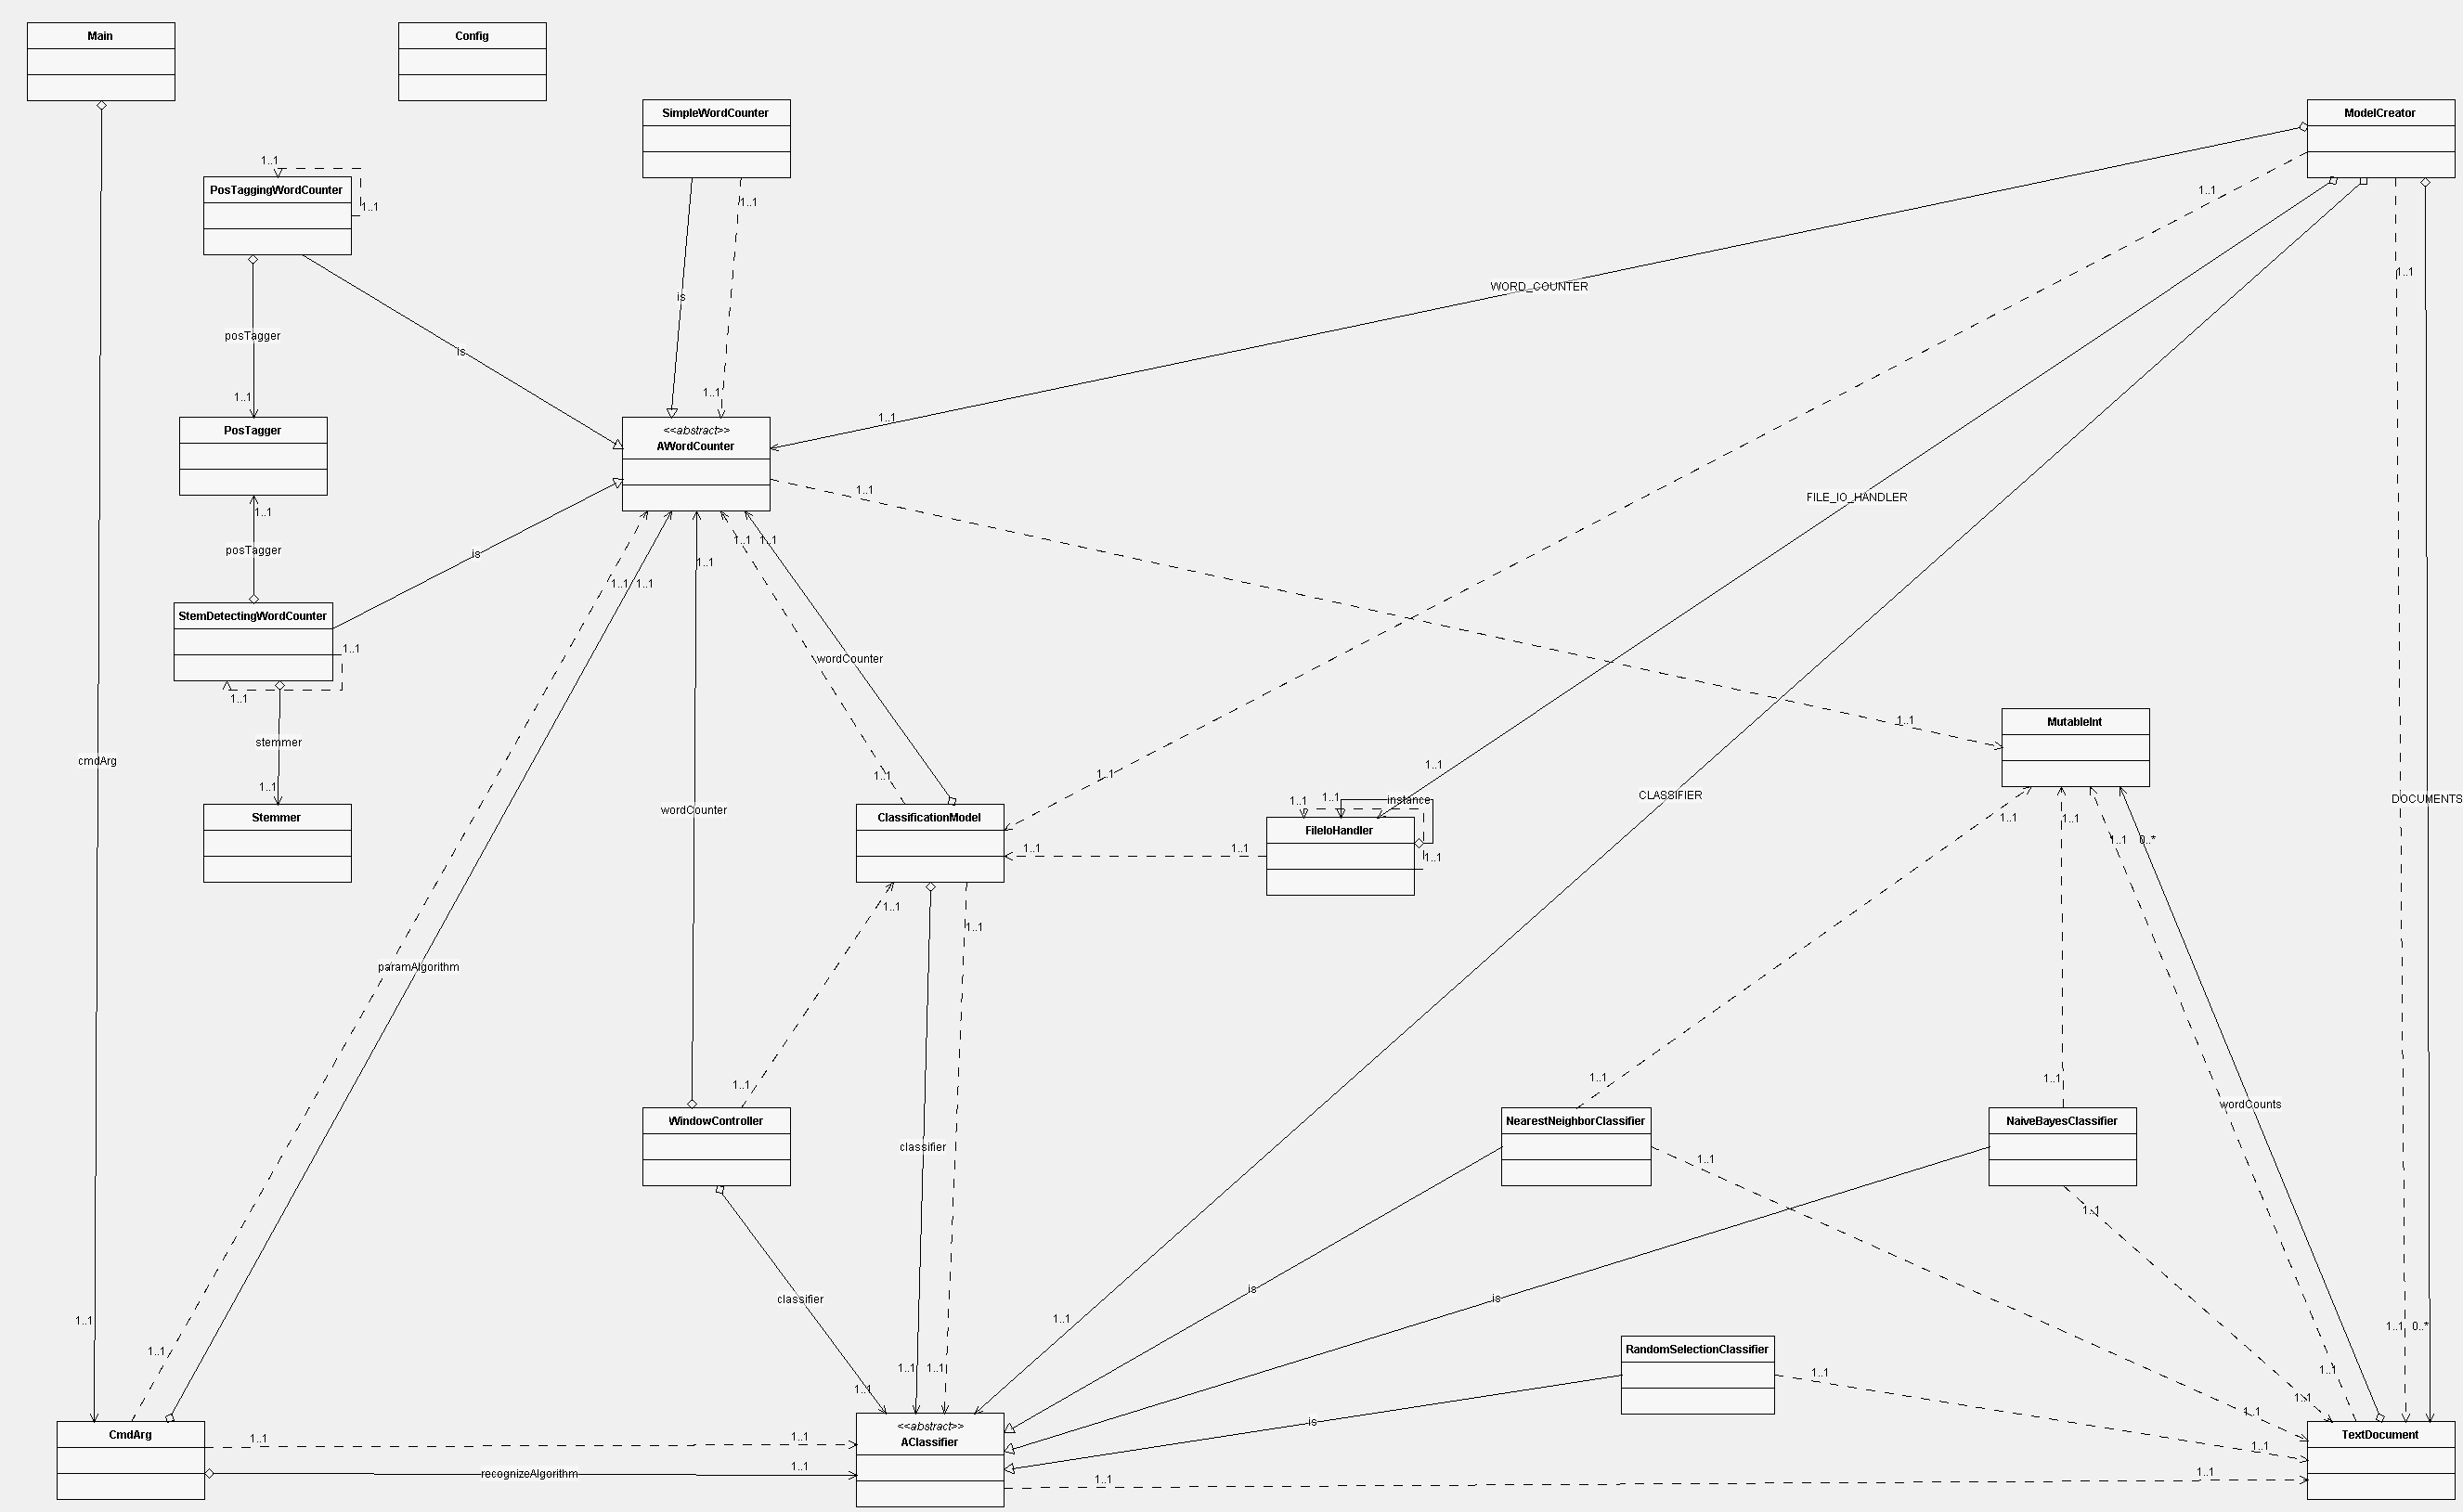 Main
Config
SimpleWordCounter
ModelCreator
1..1
PosTaggingWordCounter
1..1
1..1
1..1
1..1
is
WORD_COUNTER
posTagger
is
1..1
1..1
1..1
PosTagger
<<abstract>>
AWordCounter
1..1
FILE_IO_HANDLER
1..1
posTagger
is
1..1
1..1
1..1
1..1
1..1
StemDetectingWordCounter
1..1
1..1
wordCounter
stemmer
1..1
MutableInt
cmdArg
1..1
1..1
1..1
1..1
CLASSIFIER
DOCUMENTS
wordCounter
1..1
1..1
instance
Stemmer
ClassificationModel
FileIoHandler
1..1
1..1
1..1
1..1
1..1
1..1
0..*
1..1
1..1
paramAlgorithm
1..1
1..1
1..1
wordCounts
WindowController
NearestNeighborClassifier
NaiveBayesClassifier
classifier
1..1
1..1
is
classifier
is
1..1
1..1
1..1
0..*
1..1
RandomSelectionClassifier
1..1
1..1
1..1
1..1
1..1
1..1
1..1
1..1
is
CmdArg
1..1
1..1
<<abstract>>
AClassifier
TextDocument
1..1
recognizeAlgorithm
1..1
1..1
1..1